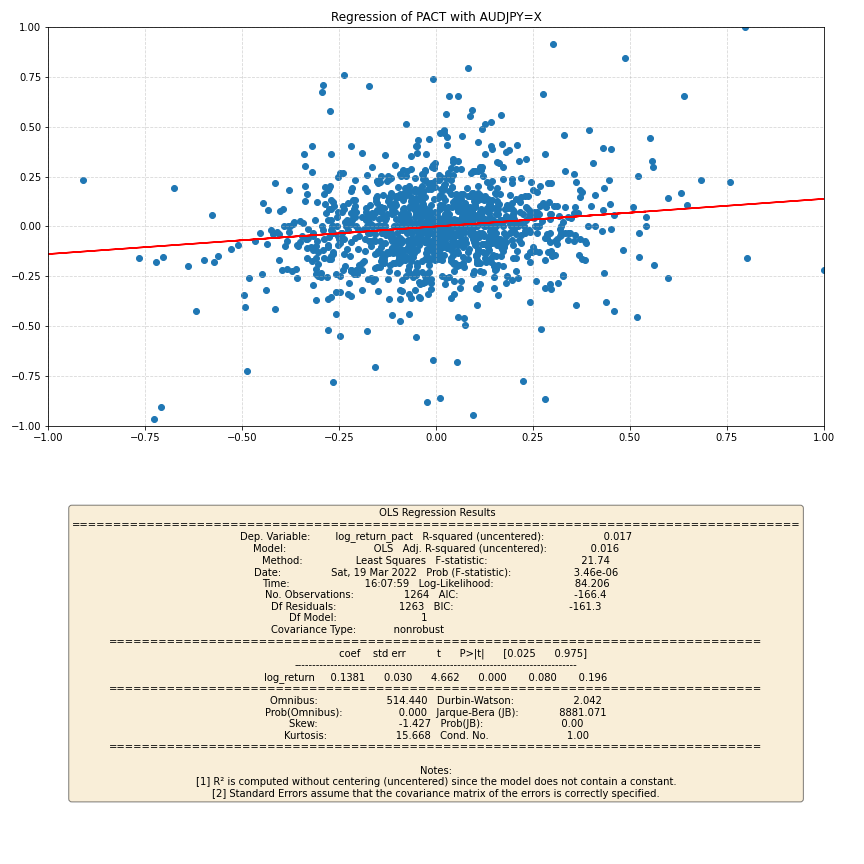 Regression of PACT with AUDJPY=X
1.00
0.75
0.50
0.25
0.00
−0.25
−0.50
−0.75
−1.00
−1.00 −0.75 −0.50 −0.25 0.00 0.25 0.50 0.75 1.00
OLS Regression Results
==============================================================================
Dep. Variable: log_return_pact R-squared (uncentered): 0.017
Model: OLS Adj. R-squared (uncentered): 0.016
Method: Least Squares F-statistic: 21.74
Date: Sat, 19 Mar 2022 Prob (F-statistic): 3.46e-06
Time: 16:07:59 Log-Likelihood: 84.206
No. Observations: 1264 AIC: -166.4
Df Residuals: 1263 BIC: -161.3
Df Model: 1
Covariance Type: nonrobust
==============================================================================
coef std err t P>|t| [0.025 0.975]
------------------------------------------------------------------------------
log_return 0.1381 0.030 4.662 0.000 0.080 0.196
==============================================================================
Omnibus: 514.440 Durbin-Watson: 2.042
Prob(Omnibus): 0.000 Jarque-Bera (JB): 8881.071
Skew: -1.427 Prob(JB): 0.00
Kurtosis: 15.668 Cond. No. 1.00
==============================================================================
Notes:
[1] R² is computed without centering (uncentered) since the model does not contain a constant.
[2] Standard Errors assume that the covariance matrix of the errors is correctly specified.